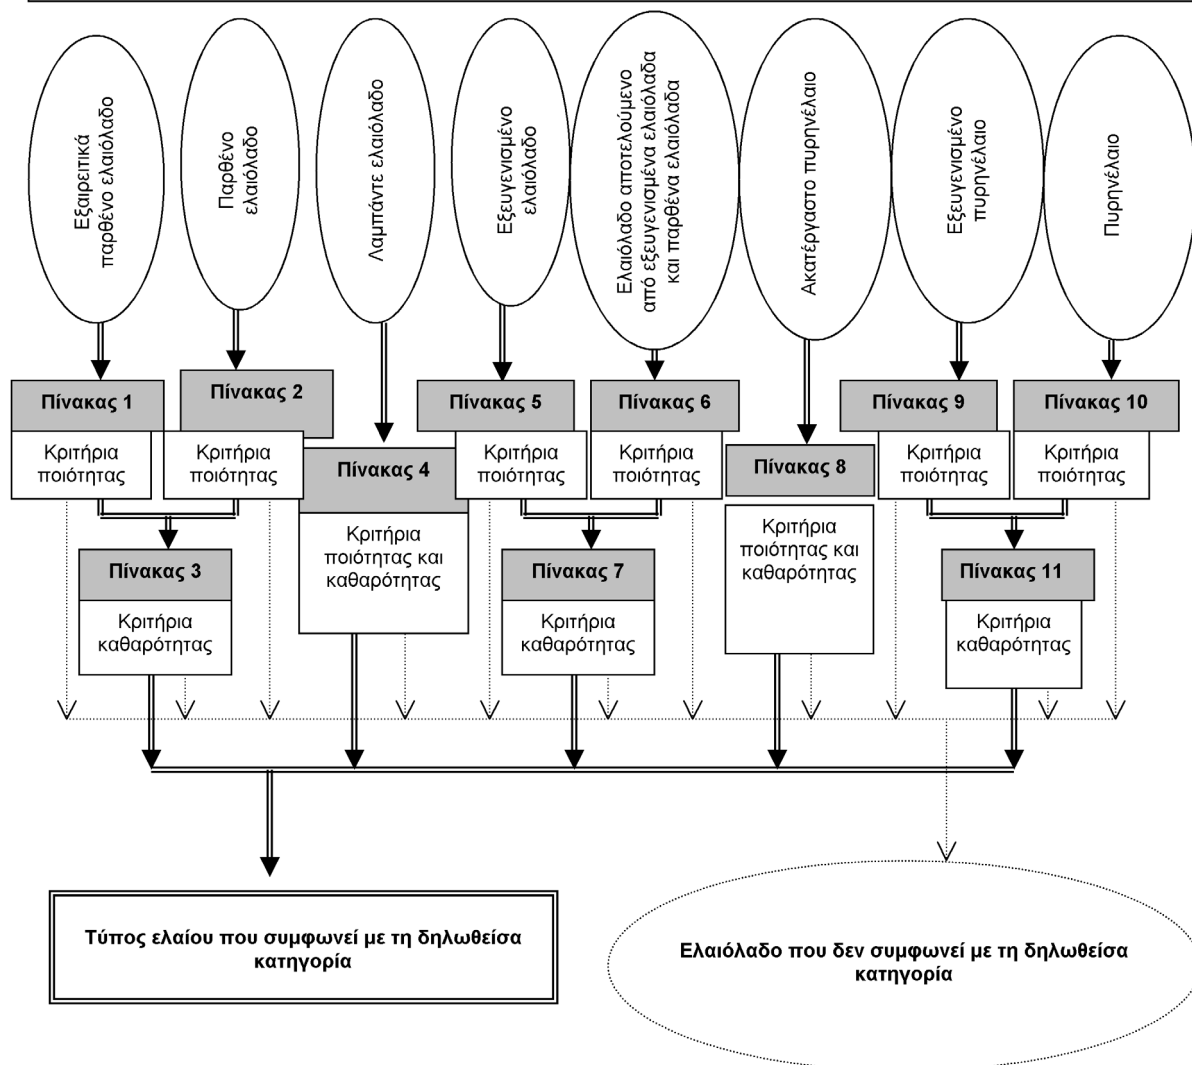 Εξαιρετικά
παρθένο ελαιόλαδο
Παρθένο
ελαιόλαδο
Λαμπάντε ελαιόλαδο
Εξευγενισμένο
ελαιόλαδο
Ελαιόλαδο αποτελούμενο
από εξευγενισμένα ελαιόλαδα
και παρθένα ελαιόλαδα
Ακατέργαστο πυρηνέλαιο
Εξευγενισμένο
πυρηνέλαιο
Πυρηνέλαιο
Πίνακας 1
Κριτήρια
ποιότητας
Πίνακας 2
Κριτήρια
ποιότητας
Πίνακας 4
Κριτήρια
ποιότητας και
καθαρότητας
Πίνακας 5
Κριτήρια
ποιότητας
Πίνακας 6
Κριτήρια
ποιότητας
Πίνακας 8
Κριτήρια
ποιότητας και
καθαρότητας
Πίνακας 9
Κριτήρια
ποιότητας
Πίνακας 10
Κριτήρια
ποιότητας
Πίνακας 3
Κριτήρια
καθαρότητας
Πίνακας 7
Κριτήρια
καθαρότητας
Πίνακας 11
Κριτήρια
καθαρότητας
Τύπος ελαίου που συμφωνεί με τη δηλωθείσα
κατηγορία
Ελαιόλαδο που δεν συμφωνεί με τη δηλωθείσα
κατηγορία